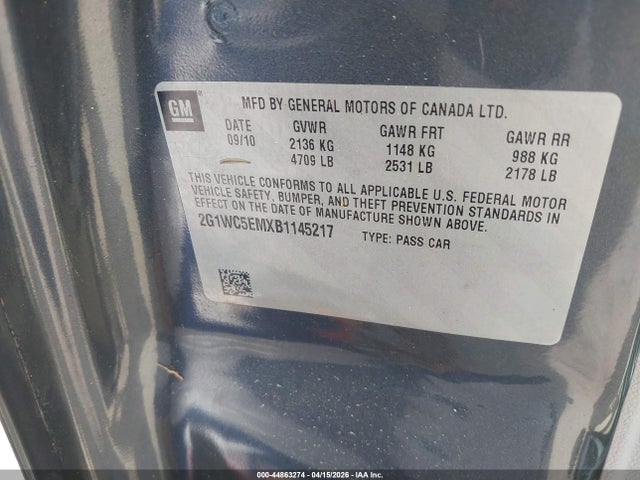 GM
MFD BY GENERAL MOTORS OF CANADA LTD.
DATE GVWR GAWR FRT GAWR RR
09/10 2136 KG 1148 KG 988 KG
4709 LB 2531 LB 2178 LB
THIS VEHICLE CONFORMS TO ALL APPLICABLE U.S. FEDERAL MOTOR
VEHICLE SAFETY, BUMPER, AND THEFT PREVENTION STANDARDS IN
EFFECT ON THE DATE OF MANUFACTURE SHOWN ABOVE.
2G1WC5EMXB1145217 TYPE: PASS CAR
000-44863274 - 04/15/2026 - IAA Inc.